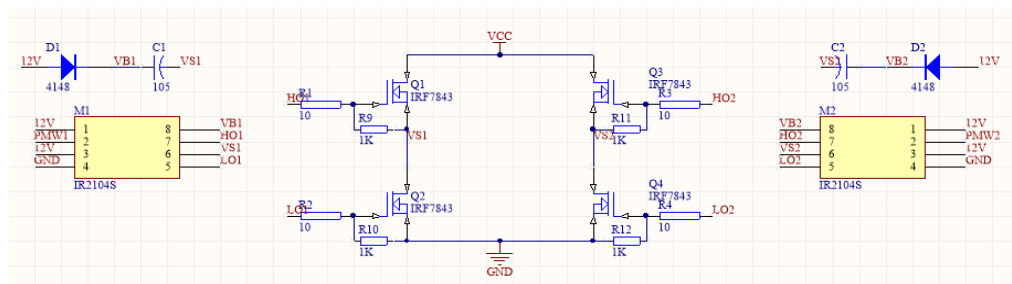 VCC
D1
C1
12V
VB1
VS1
4148
105
C2
D2
VS2
VB2
12V
105
4148
Q1
IRF7843
Q3
IRF7843
HO1
R1
10
R9
1K
VS1
R3
HO2
10
R11
1K
VS2
M1
12V
1
8
VB1
PMW1
2
7
HO1
12V
3
6
VS1
GND
4
5
LO1
IR2104S
M2
VB2
8
1
12V
HO2
7
2
PMW2
VS2
6
3
12V
LO2
5
4
GND
IR2104S
Q2
IRF7843
Q4
IRF7843
LO1
R2
10
R10
1K
R4
LO2
10
R12
1K
GND